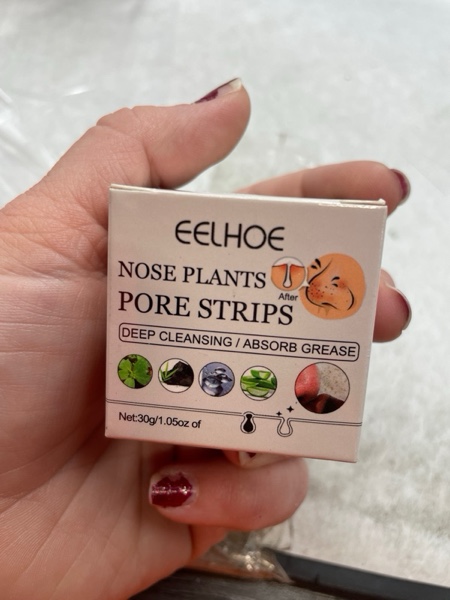 EELHOE
NOSE PLANTS
After
PORE STRIPS
DEEP CLEANSING / ABSORB GREASE
Net:30g/1.05oz of